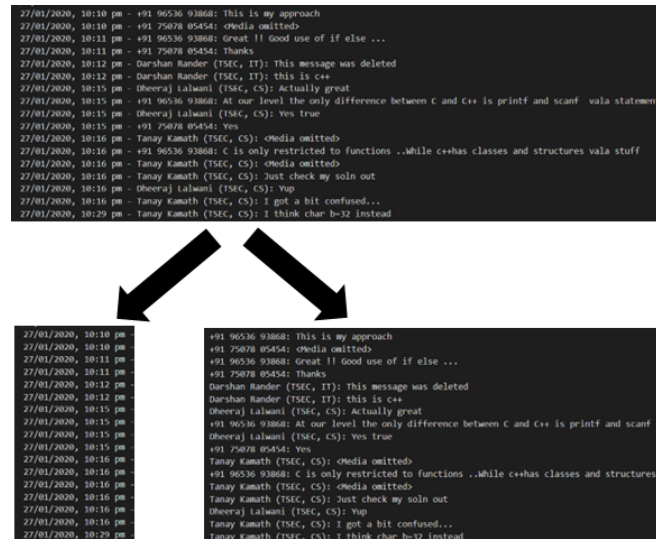 27/01/2020, 10:10 pm - +91 96536 93868: This is my approach
27/01/2020, 10:10 pm - +91 75078 05454: <Media omitted>
27/01/2020, 10:11 pm - +91 96536 93868: Great !! Good use of if else ...
27/01/2020, 10:11 pm - +91 75078 05454: Thanks
27/01/2020, 10:12 pm - Darshan Rander (TSEC, IT): This message was deleted
27/01/2020, 10:12 pm - Darshan Rander (TSEC, IT): this is c++
27/01/2020, 10:15 pm - Dheeraj Lalwani (TSEC, CS): Actually great
27/01/2020, 10:15 pm - +91 96536 93868: At our level the only difference between C and C++ is printf and scanf  vala statemen
27/01/2020, 10:15 pm - Dheeraj Lalwani (TSEC, CS): Yes true
27/01/2020, 10:15 pm - +91 75078 05454: Yes
27/01/2020, 10:16 pm - Tanay Kamath (TSEC, CS): <Media omitted>
27/01/2020, 10:16 pm - +91 96536 93868: C is only restricted to functions ..While c++has classes and structures vala stuff
27/01/2020, 10:16 pm - Tanay Kamath (TSEC, CS): <Media omitted>
27/01/2020, 10:16 pm - Tanay Kamath (TSEC, CS): Just check my soln out
27/01/2020, 10:16 pm - Dheeraj Lalwani (TSEC, CS): Yup
27/01/2020, 10:16 pm - Tanay Kamath (TSEC, CS): I got a bit confused...
27/01/2020, 10:29 pm - Tanay Kamath (TSEC, CS): I think char b=32 instead
27/01/2020, 10:10 pm -
27/01/2020, 10:10 pm -
27/01/2020, 10:11 pm -
27/01/2020, 10:11 pm -
27/01/2020, 10:12 pm -
27/01/2020, 10:12 pm -
27/01/2020, 10:15 pm -
27/01/2020, 10:15 pm -
27/01/2020, 10:15 pm -
27/01/2020, 10:15 pm -
27/01/2020, 10:16 pm -
27/01/2020, 10:16 pm -
27/01/2020, 10:16 pm -
27/01/2020, 10:16 pm -
27/01/2020, 10:16 pm -
27/01/2020, 10:16 pm -
27/01/2020, 10:29 pm -
+91 96536 93868: This is my approach
+91 75078 05454: <Media omitted>
+91 96536 93868: Great !! Good use of if else ...
+91 75078 05454: Thanks
Darshan Rander (TSEC, IT): This message was deleted
Darshan Rander (TSEC, IT): this is c++
Dheeraj Lalwani (TSEC, CS): Actually great
+91 96536 93868: At our level the only difference between C and C++ is printf and scanf
Dheeraj Lalwani (TSEC, CS): Yes true
+91 75078 05454: Yes
Tanay Kamath (TSEC, CS): <Media omitted>
+91 96536 93868: C is only restricted to functions ..While c++has classes and structures
Tanay Kamath (TSEC, CS): <Media omitted>
Tanay Kamath (TSEC, CS): Just check my soln out
Dheeraj Lalwani (TSEC, CS): Yup
Tanay Kamath (TSEC, CS): I got a bit confused...
Tanay Kamath (TSEC, CS): I think char b=32 instead